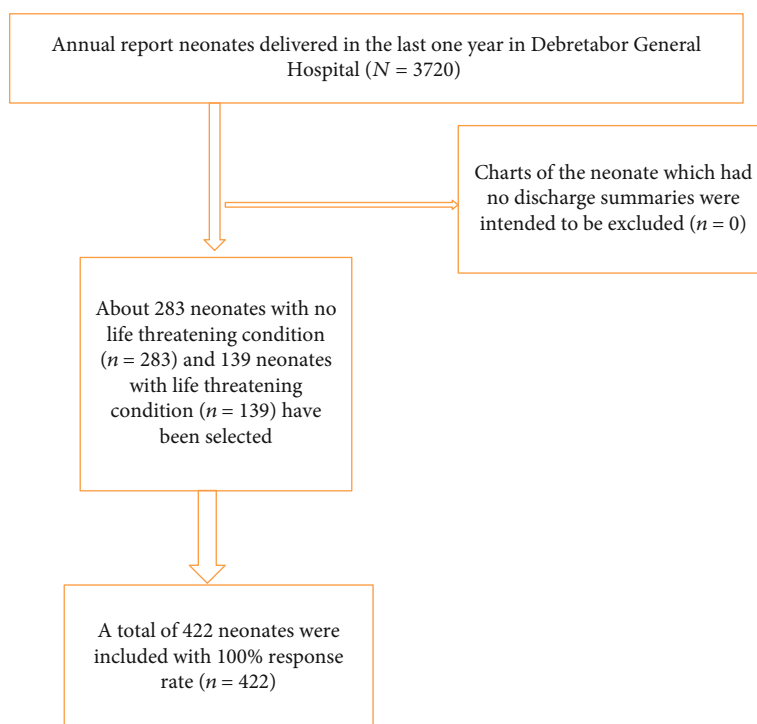 Annual report neonates delivered in the last one year in Debretabor General
Hospital (N = 3720)
Charts of the neonate which had
no discharge summaries were
intended to be excluded (n = 0)
About 283 neonates with no
life threatening condition
(n = 283) and 139 neonates
with life threatening
condition (n = 139) have
been selected
A total of 422 neonates were
included with 100% response
rate (n = 422)